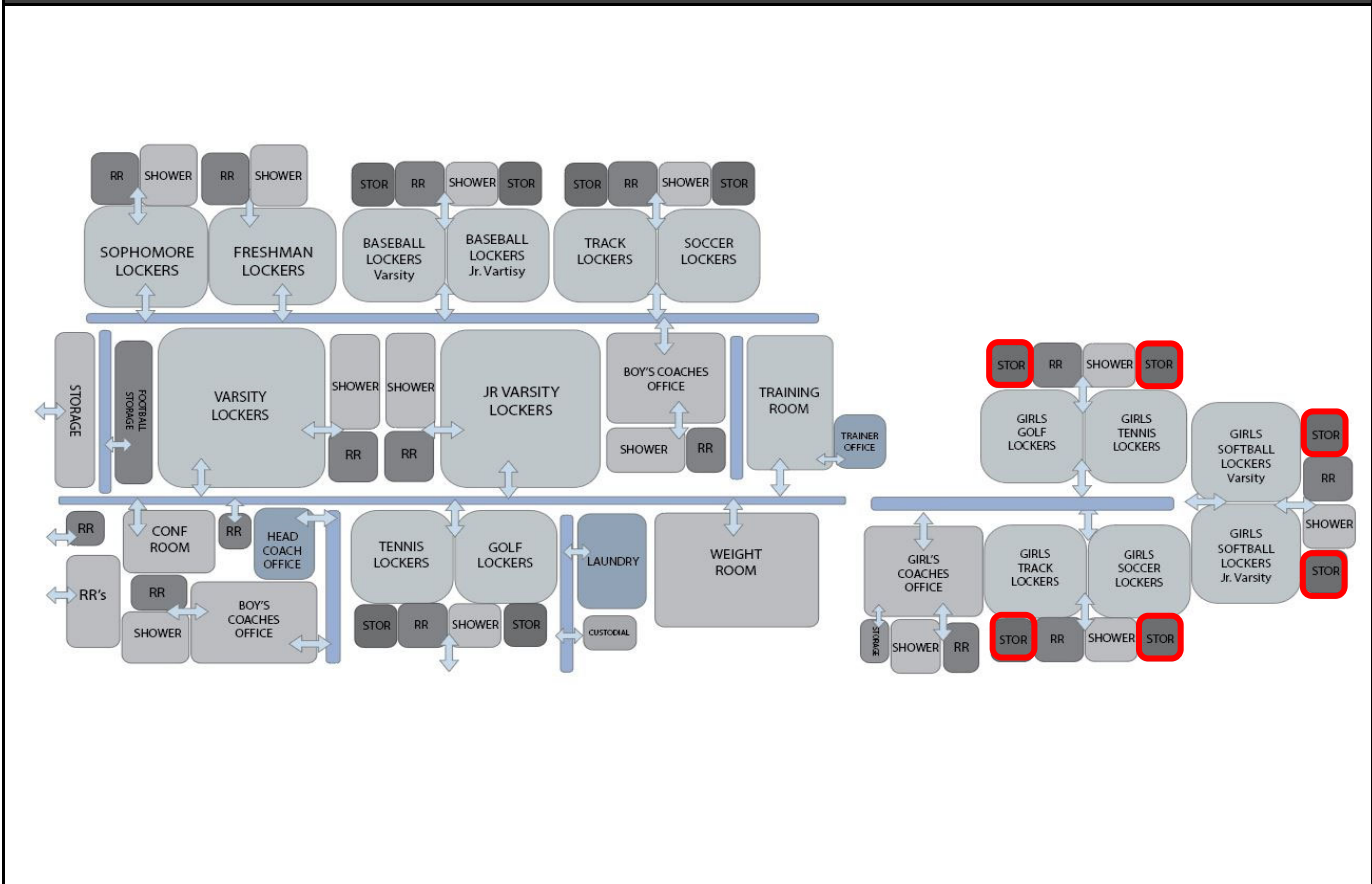 RR
SHOWER
RR
SHOWER
STOR
RR
SHOWER
STOR
STOR
RR
SHOWER
STOR
SOPHOMORE
LOCKERS
FRESHMAN
LOCKERS
BASEBALL
LOCKERS
Varsity
BASEBALL
LOCKERS
Jr. Vartisy
TRACK
LOCKERS
SOCCER
LOCKERS
STORAGE
FOOTBALL
STORAGE
VARSITY
LOCKERS
SHOWER
RR
SHOWER
RR
JR VARSITY
LOCKERS
BOY'S COACHES
OFFICE
SHOWER
RR
TRAINING
ROOM
TRAINER
OFFICE
RR
RR's
CONF
ROOM
RR
HEAD
COACH
OFFICE
RR
SHOWER
BOY'S
COACHES
OFFICE
TENNIS
LOCKERS
GOLF
LOCKERS
STOR
RR
SHOWER
STOR
LAUNDRY
CUSTODIAL
WEIGHT
ROOM
STOR
RR
SHOWER
STOR
GIRLS
GOLF
LOCKERS
GIRLS
TENNIS
LOCKERS
GIRLS
SOFTBALL
LOCKERS
Varsity
STOR
RR
SHOWER
STOR
GIRLS
SOFTBALL
LOCKERS
Jr. Varsity
GIRL'S
COACHES
OFFICE
STORAGE
SHOWER
RR
GIRLS
TRACK
LOCKERS
GIRLS
SOCCER
LOCKERS
STOR
RR
SHOWER
STOR